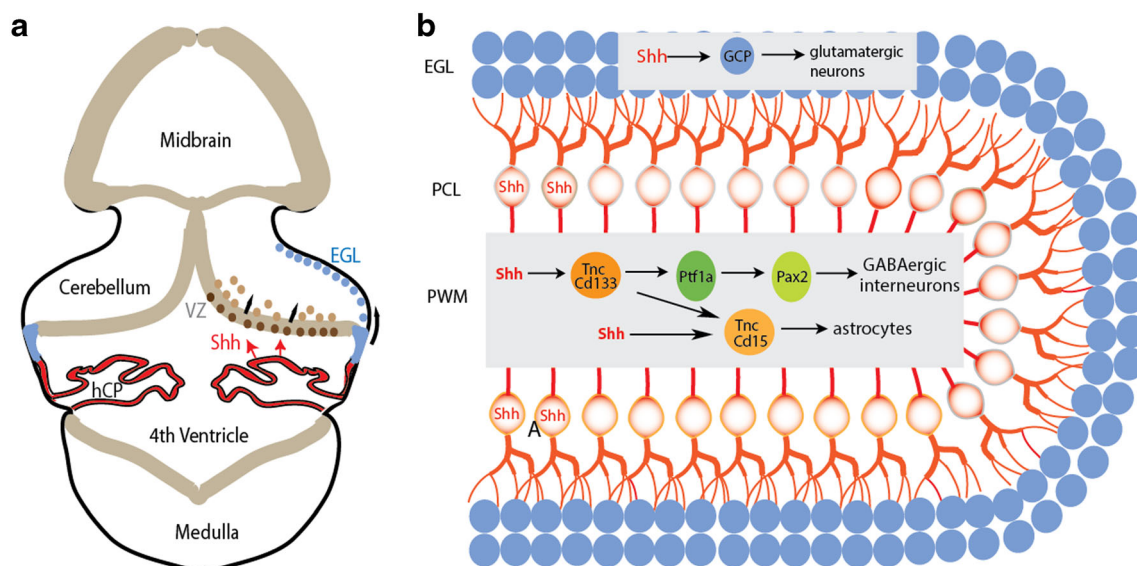 a
Midbrain
EGL
Cerebellum
VZ
Shh
hCP
4th Ventricle
Medulla
b
EGL
Shh
GCP
glutamatergic
neurons
PCL
Shh
Shh
PWM
Shh
Tnc
Cd133
Ptf1a
Pax2
GABAergic
interneurons
Shh
Tnc
Cd15
astrocytes
Shh
Shh
A